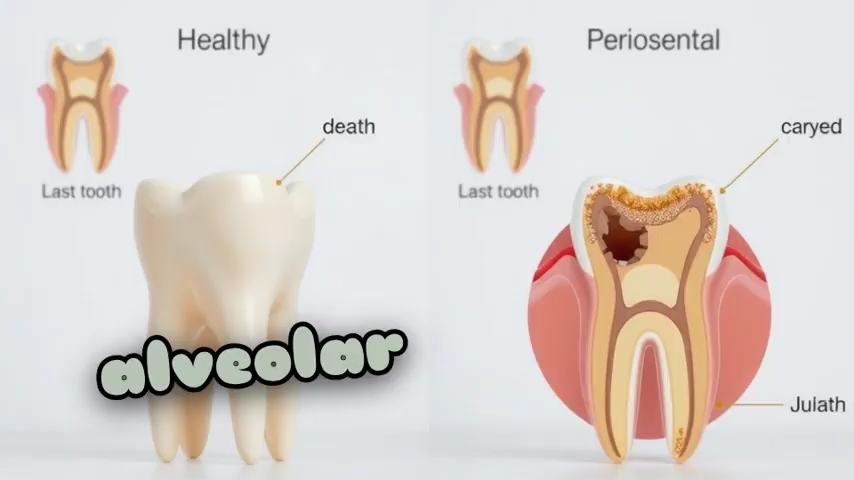 Healthy
death
Last tooth
alveolar
Periosental
caryed
Last tooth
Julath